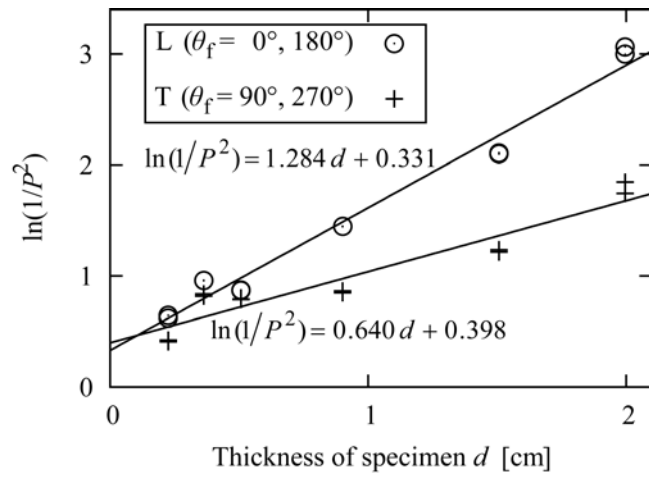 3
L (θf = 0°, 180°)
T (θf = 90°, 270°)
ln(1/P²) = 1.284 d + 0.331
2
ln(1/P²)
1
ln(1/P²) = 0.640 d + 0.398
0
0 1 2
Thickness of specimen d [cm]